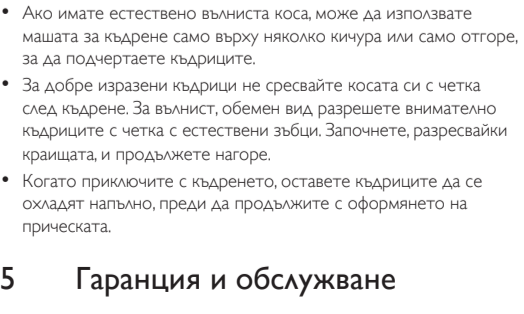 • Ако имате естествено вълниста коса, може да използвате
машата за къдрене само върху няколко кичура или само отгоре,
за да подчертаете къдриците.
• За добре изразени къдрици не сресвайте косата си с четка
след къдрене. За вълнист, обемен вид разрешете внимателно
къдриците с четка с естествени зъбци. Започнете, разресвайки
краищата, и продължете нагоре.
• Когато приключите с къдренето, оставете къдриците да се
охладят напълно, преди да продължите с оформянето на
прическата.
5 Гаранция и обслужване